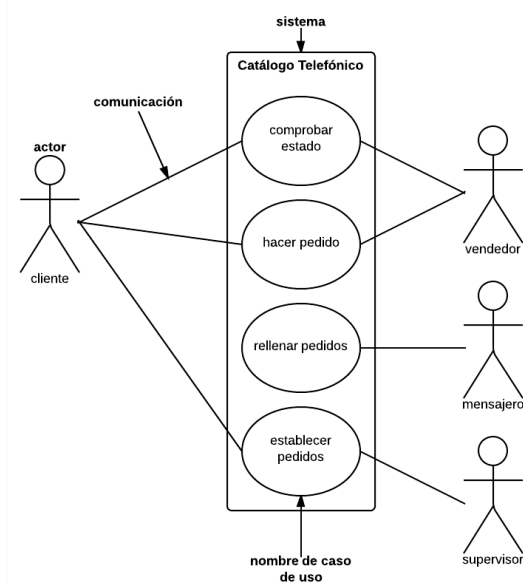 sistema
Catálogo Telefónico
comunicación
comprobar
estado
actor
vendedor
hacer pedido
cliente
rellenar pedidos
mensajero
establecer
pedidos
supervisor
nombre de caso
de uso